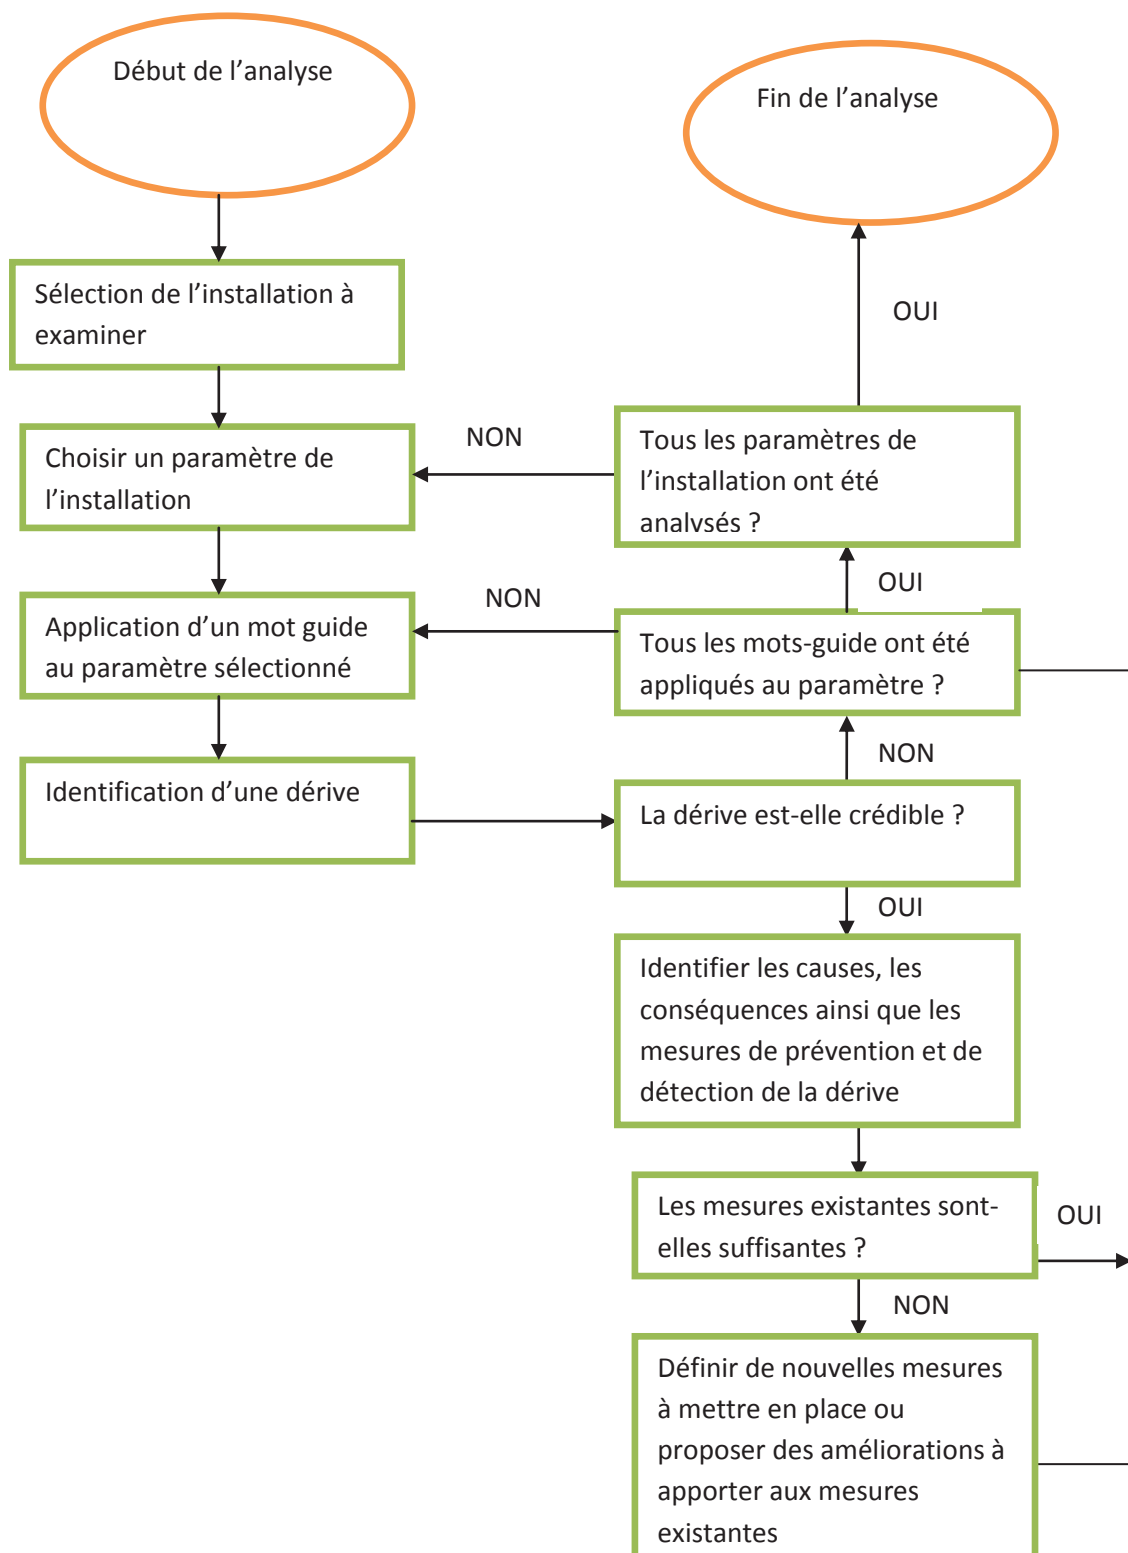 Début de l’analyse
Fin de l’analyse
Sélection de l’installation à
examiner
OUI
Choisir un paramètre de
l’installation
NON
Tous les paramètres de
l’installation ont été
analysés ?
OUI
Application d’un mot guide
au paramètre sélectionné
NON
Tous les mots-guide ont été
appliqués au paramètre ?
NON
Identification d’une dérive
La dérive est-elle crédible ?
OUI
Identifier les causes, les
conséquences ainsi que les
mesures de prévention et de
détection de la dérive
Les mesures existantes sont-
elles suffisantes ?
OUI
NON
Définir de nouvelles mesures
à mettre en place ou
proposer des améliorations à
apporter aux mesures
existantes